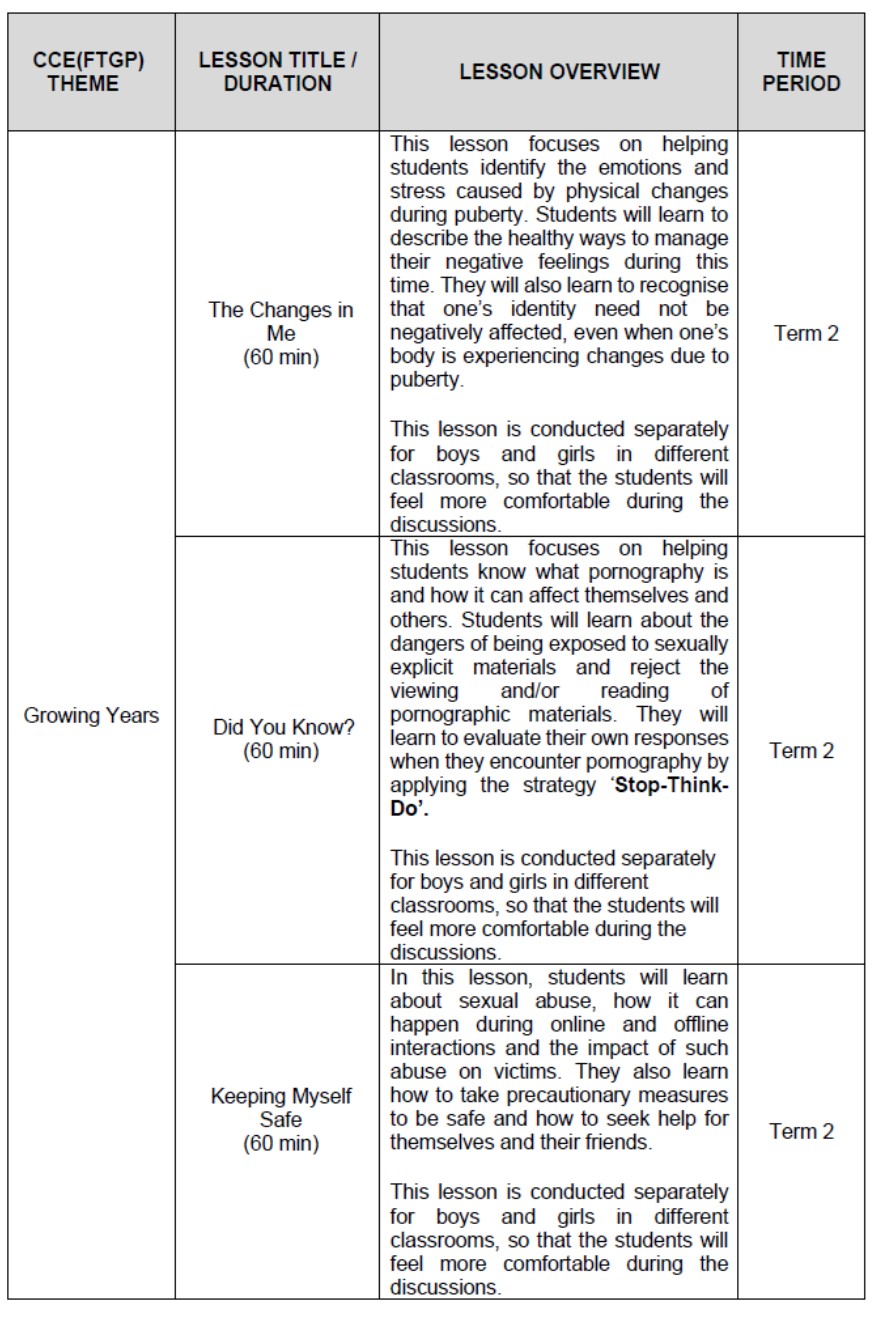 CCE(FTGP)
THEME
LESSON TITLE /
DURATION
LESSON OVERVIEW
TIME
PERIOD
Growing Years
The Changes in
Me
(60 min)
This lesson focuses on helping
students identify the emotions and
stress caused by physical changes
during puberty. Students will learn to
describe the healthy ways to manage
their negative feelings during this
time. They will also learn to recognise
that one's identity need not be
negatively affected, even when one's
body is experiencing changes due to
puberty.
This lesson is conducted separately
for boys and girls in different
classrooms, so that the students will
feel more comfortable during the
discussions.
Term 2
Did You Know?
(60 min)
This lesson focuses on helping
students know what pornography is
and how it can affect themselves and
others. Students will learn about the
dangers of being exposed to sexually
explicit materials and reject the
viewing and/or reading of
pornographic materials. They will
learn to evaluate their own responses
when they encounter pornography by
applying the strategy ‘Stop-Think-
Do’.
This lesson is conducted separately
for boys and girls in different
classrooms, so that the students will
feel more comfortable during the
discussions.
Term 2
Keeping Myself
Safe
(60 min)
In this lesson, students will learn
about sexual abuse, how it can
happen during online and offline
interactions and the impact of such
abuse on victims. They also learn
how to take precautionary measures
to be safe and how to seek help for
themselves and their friends.
This lesson is conducted separately
for boys and girls in different
classrooms, so that the students will
feel more comfortable during the
discussions.
Term 2